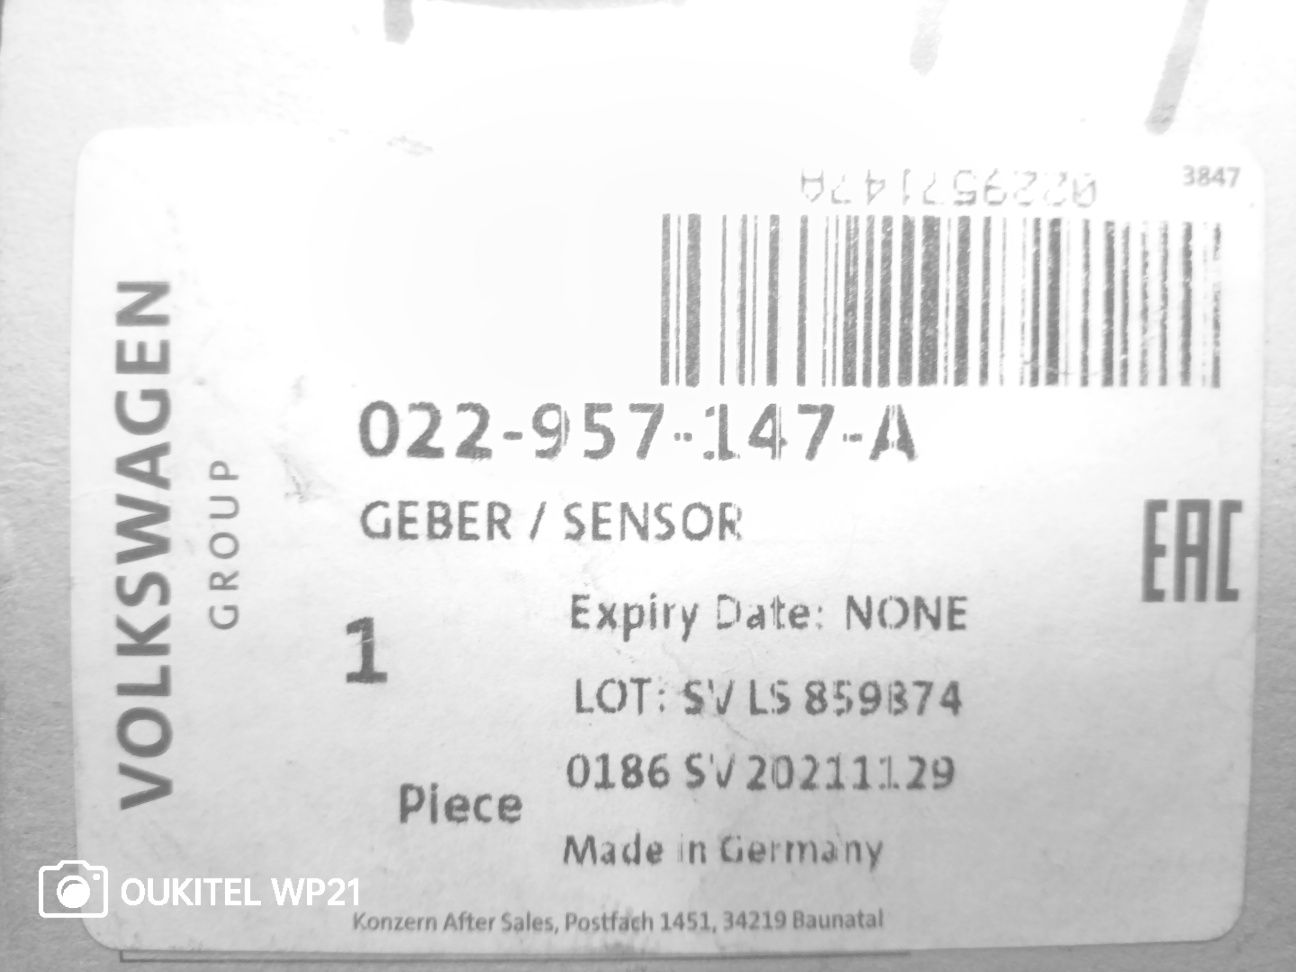 022957147A
3847
022-957-147-A
GEBER / SENSOR
EAC
VOLKSWAGEN
GROUP
1
Piece
Expiry Date: NONE
LOT: SV LS 859874
0186 SV 20211129
Made in Germany
Konzern After Sales, Postfach 1451, 34219 Baunatal
OUKITEL WP21